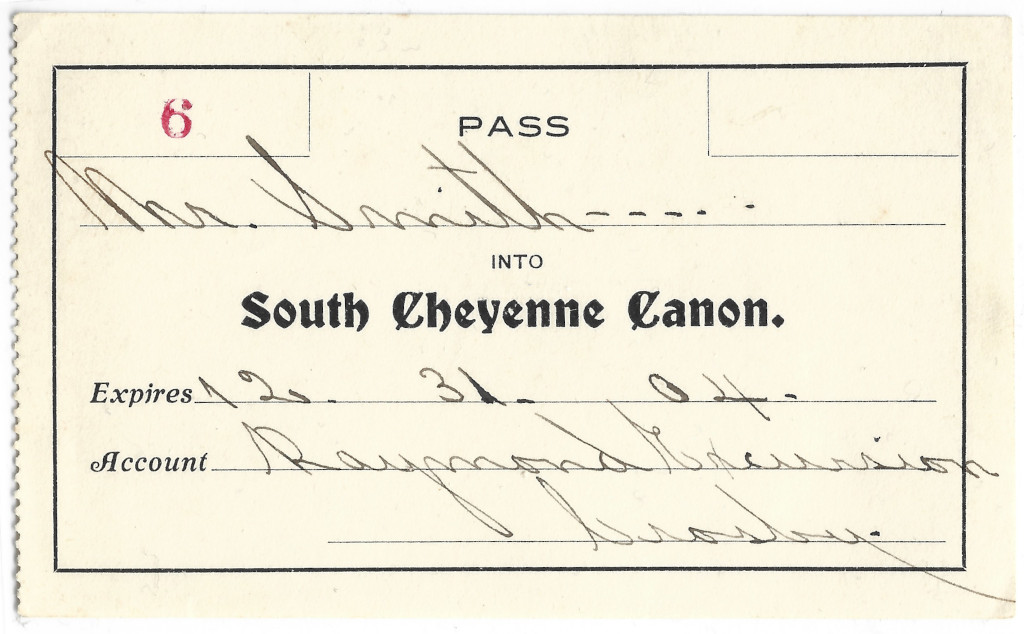 6
PASS
Mr. Smith - - - - -
INTO
South Cheyenne Canon.
Expires 12. 31. 04.
Account Raymond Excursion